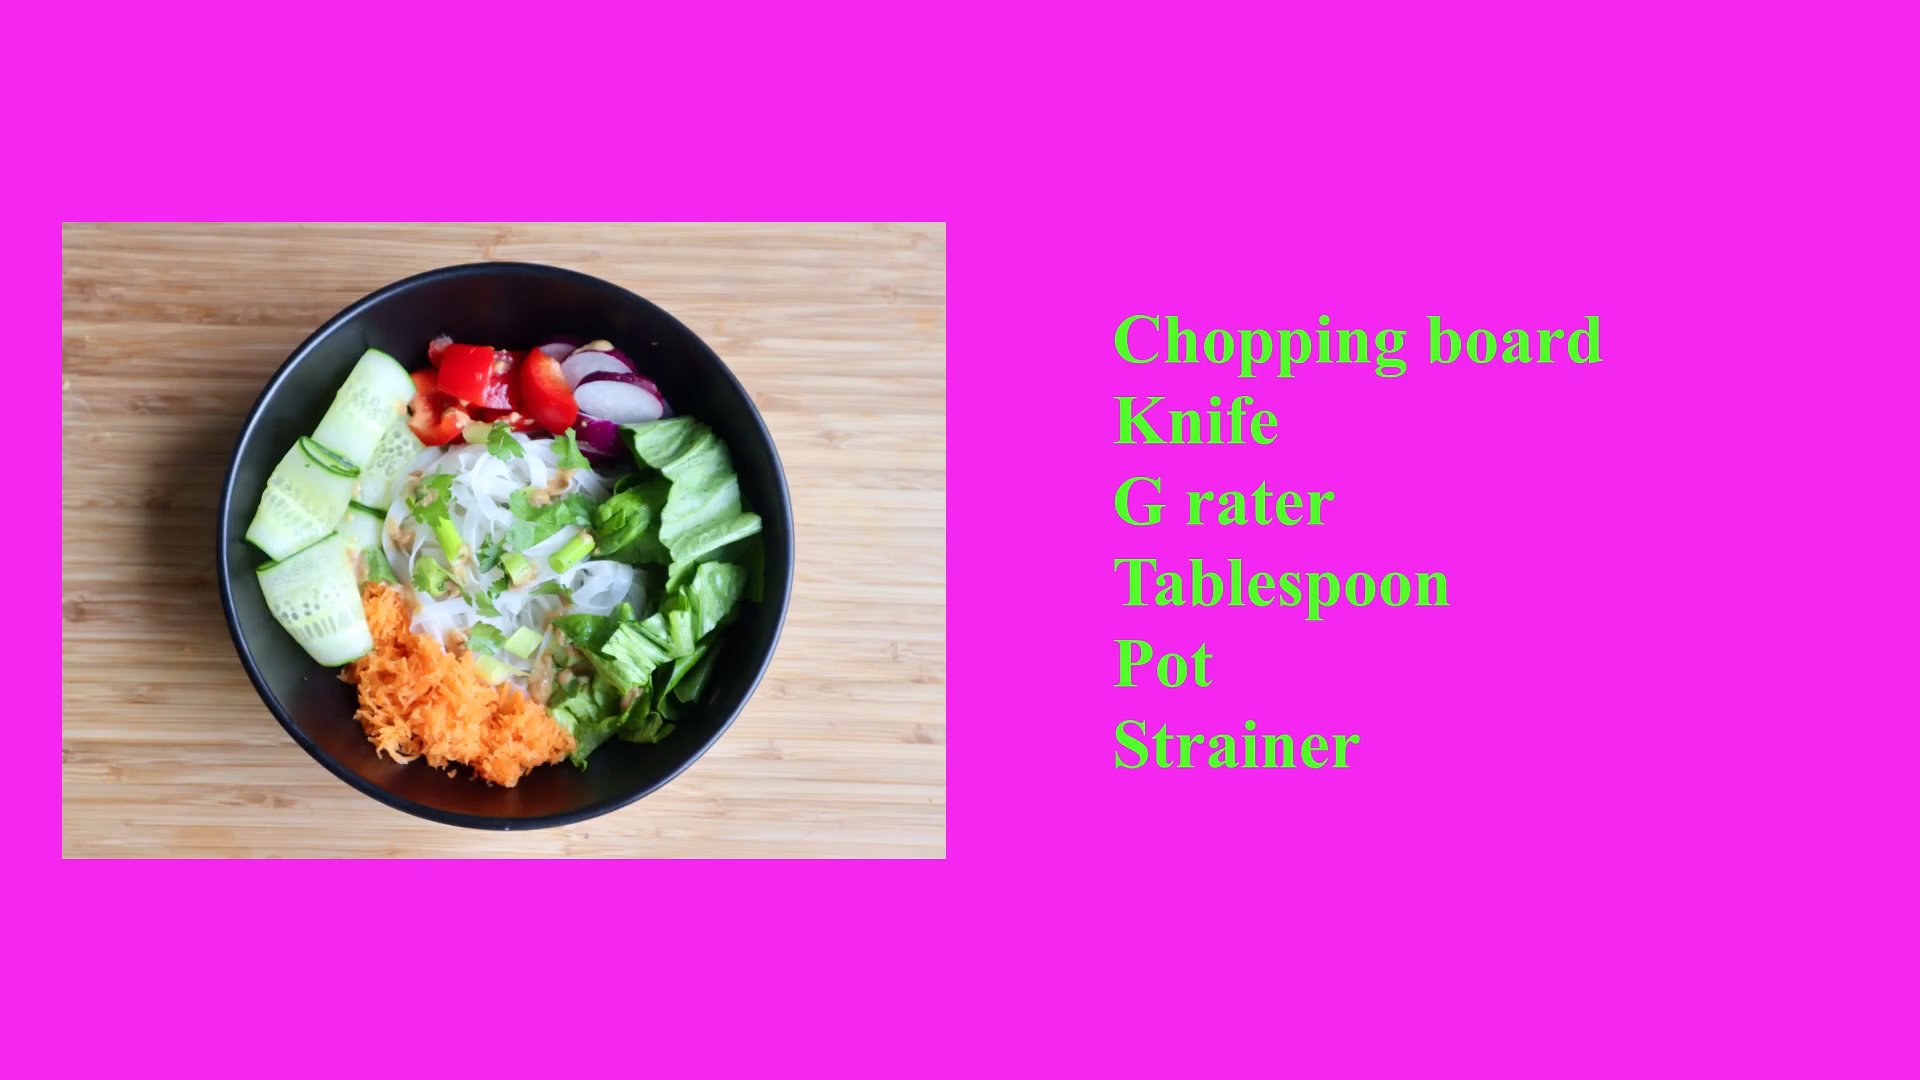 Chopping board
Knife
G rater
Tablespoon
Pot
Strainer